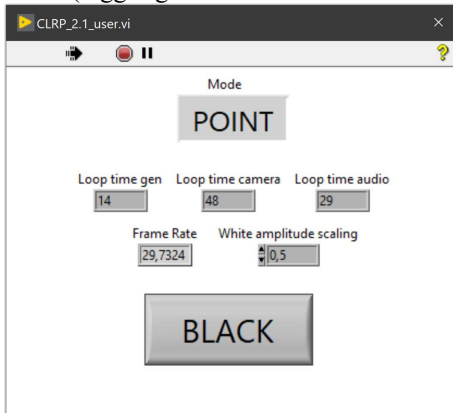 CLRP_2.1_user.vi
Mode
POINT
Loop time gen Loop time camera Loop time audio
14 48 29
Frame Rate White amplitude scaling
29,7324 0,5
BLACK